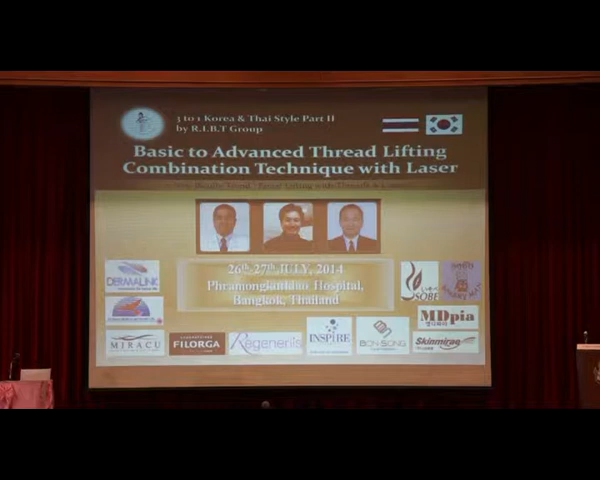 3 to 1 Korea & Thai Style Part II
by R.I.B.T Group
Basic to Advanced Thread Lifting
Combination Technique with Laser
26th-27th JULY, 2014
Phramongkutklao Hospital,
Bangkok, Thailand
DERMALINK
SOBE
MDpia
MIRACU
FILORGA
Regeneris
INSPIRE
BON-SONG
Skinmirae